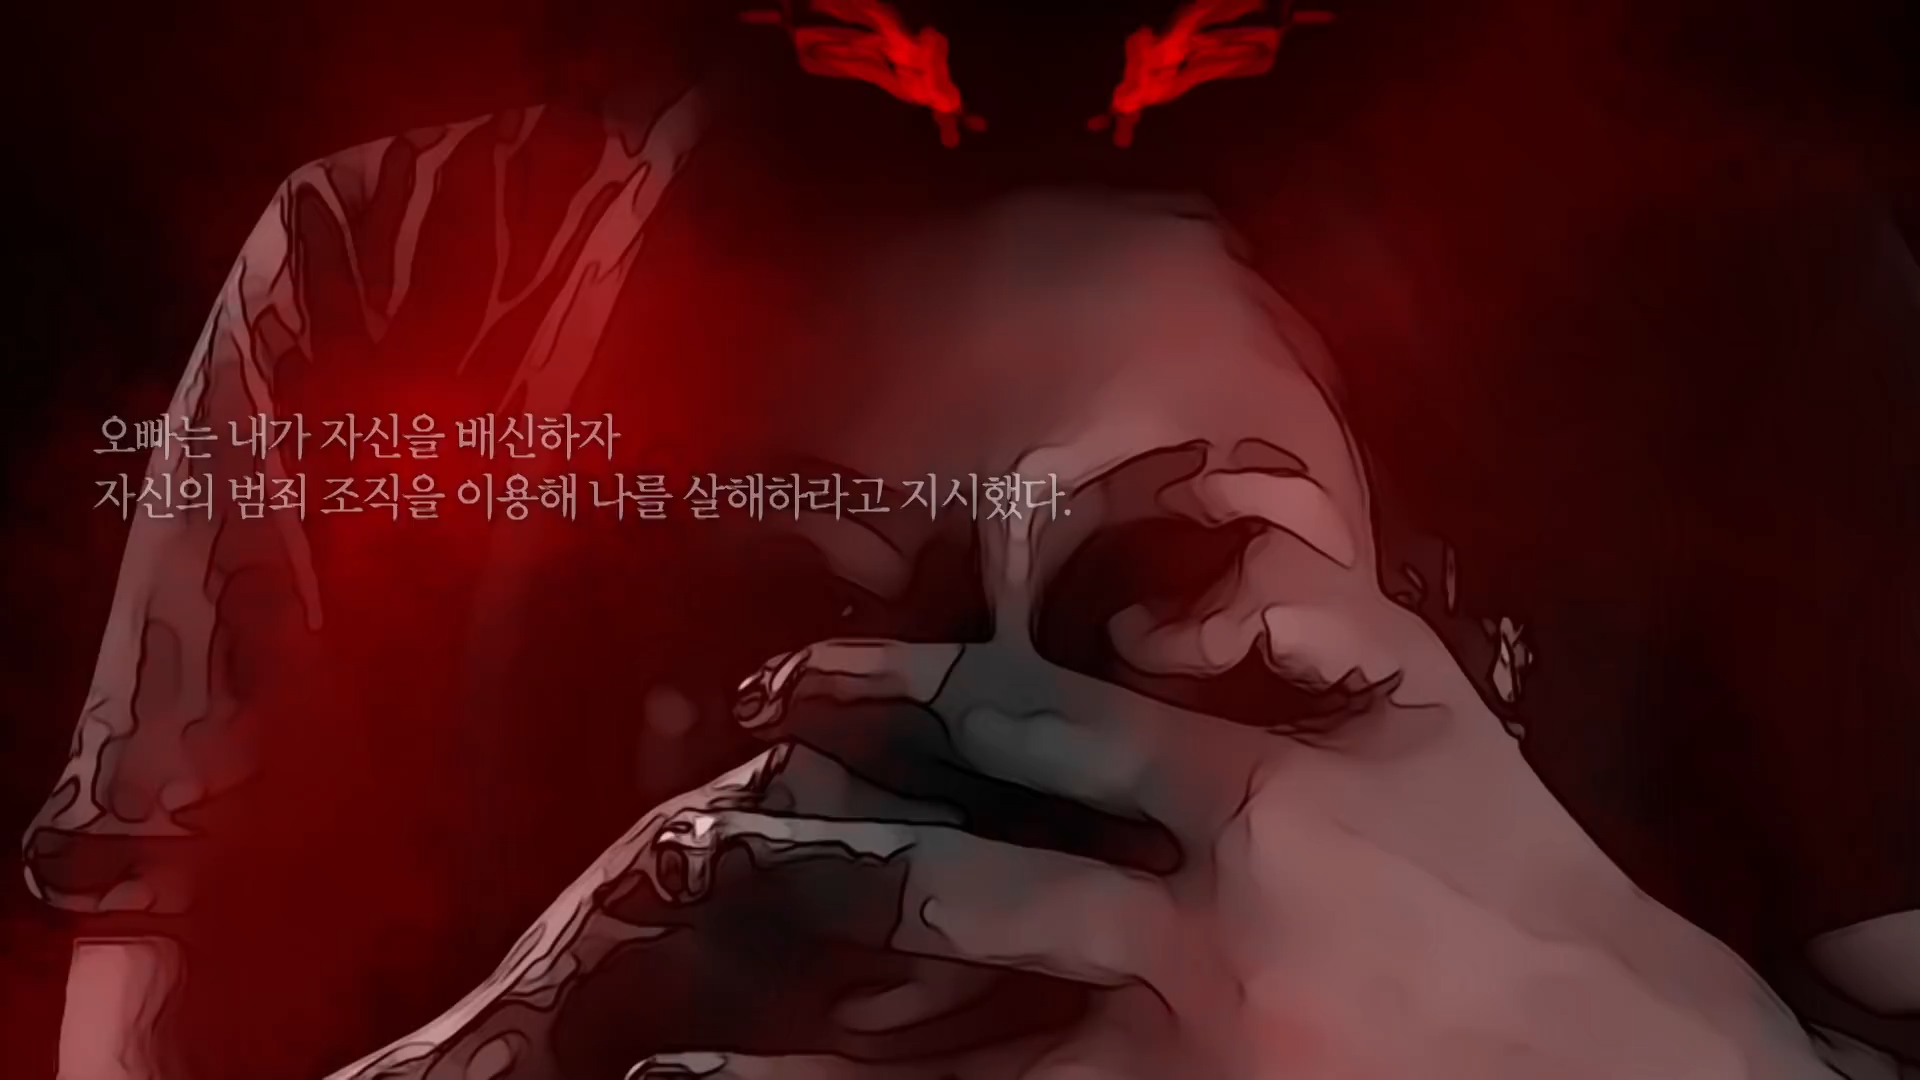 오빠는 내가 자신을 배신하자
자신의 범죄 조직을 이용해 나를 살해하라고 지시했다.